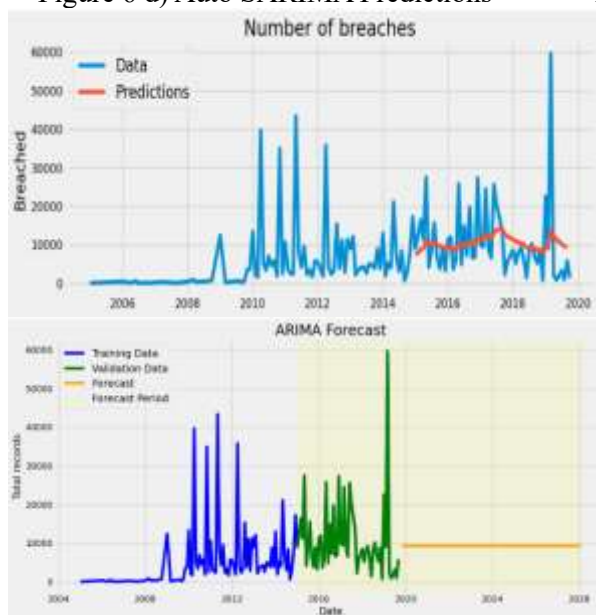 Figure 6 d) Auto SARIMA Predictions
Number of breaches
Data
Predictions
Breached
60000
50000
40000
30000
20000
10000
0
2006
2008
2010
2012
2014
2016
2018
2020
ARIMA Forecast
Training Data
Validation Data
Forecast
Forecast Period
Total records
60000
50000
40000
30000
20000
10000
0
2004
2008
2012
2016
2020
2024
2028
Date